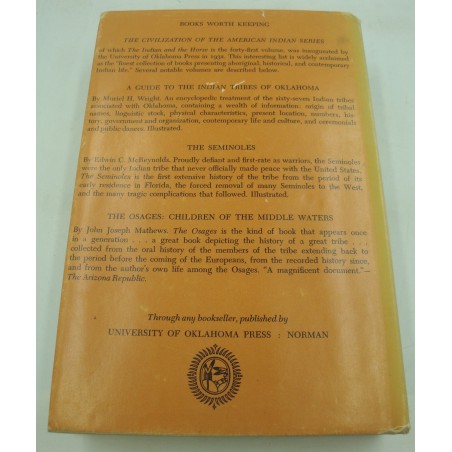 BOOKS WORTH KEEPING
THE CIVILIZATION OF THE AMERICAN INDIAN SERIES
of which The Indian and the Horse is the forty-first volume, was inaugurated by
the University of Oklahoma Press in 1932. This interesting list is widely acclaimed
as the "finest collection of books presenting aboriginal, historical, and contemporary
Indian life." Several notable volumes are described below.
A GUIDE TO THE INDIAN TRIBES OF OKLAHOMA
By Muriel H. Wright. An encyclopedic treatment of the sixty-seven Indian tribes
associated with Oklahoma, containing a wealth of information: origin of tribal
names, linguistic stock, physical characteristics, present location, numbers, his-
tory, government and organization, contemporary life and culture, and ceremonials
and public dances. Illustrated.
THE SEMINOLES
By Edwin C. McReynolds. Proudly defiant and first-rate as warriors, the Seminoles
were the only Indian tribe that never officially made peace with the United States.
The Seminoles is the first extensive history of the tribe from the period of its
early residence in Florida, the forced removal of many Seminoles to the West,
and the many tragic complications that followed. Illustrated.
THE OSAGES: CHILDREN OF THE MIDDLE WATERS
By John Joseph Mathews. The Osages is the kind of book that appears once
in a generation . . . a great book depicting the history of a great tribe . . .
collected from the oral history of the members of the tribe extending back to
the period before the coming of the Europeans, from the recorded history since,
and from the author's own life among the Osages. "A magnificent document."—
The Arizona Republic.
Through any bookseller, published by
UNIVERSITY OF OKLAHOMA PRESS : NORMAN